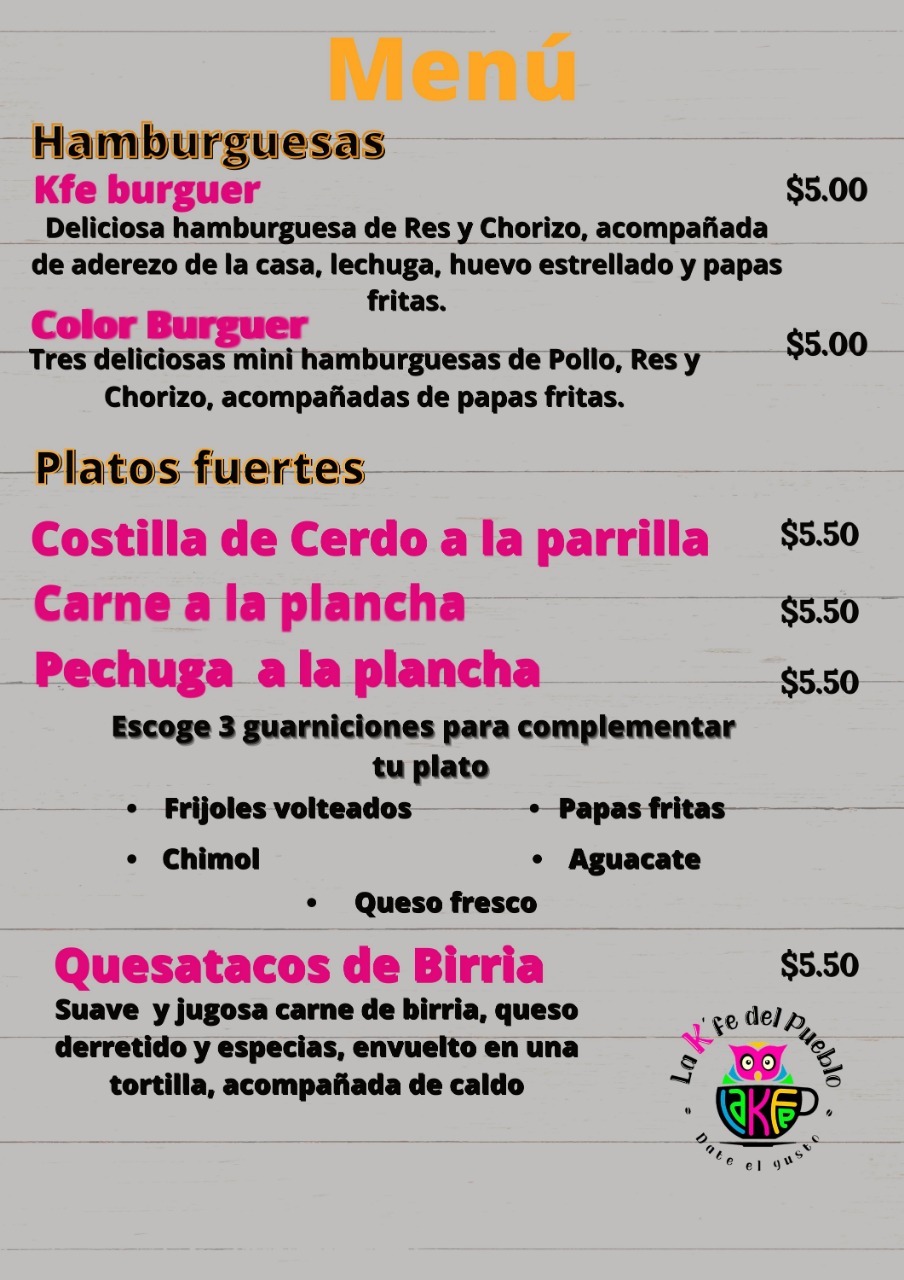 Menú
Hamburguesas
Kfe burguer $5.00
Deliciosa hamburguesa de Res y Chorizo, acompañada
de aderezo de la casa, lechuga, huevo estrellado y papas
fritas.
Color Burguer $5.00
Tres deliciosas mini hamburguesas de Pollo, Res y
Chorizo, acompañadas de papas fritas.
Platos fuertes
Costilla de Cerdo a la parrilla $5.50
Carne a la plancha $5.50
Pechuga a la plancha $5.50
Escoge 3 guarniciones para complementar
tu plato
• Frijoles volteados • Papas fritas
• Chimol • Aguacate
• Queso fresco
Quesatacos de Birria $5.50
Suave y jugosa carne de birria, queso
derretido y especias, envuelto en una
tortilla, acompañada de caldo
La K'fe del Pueblo
LaKFe
Date el gusto